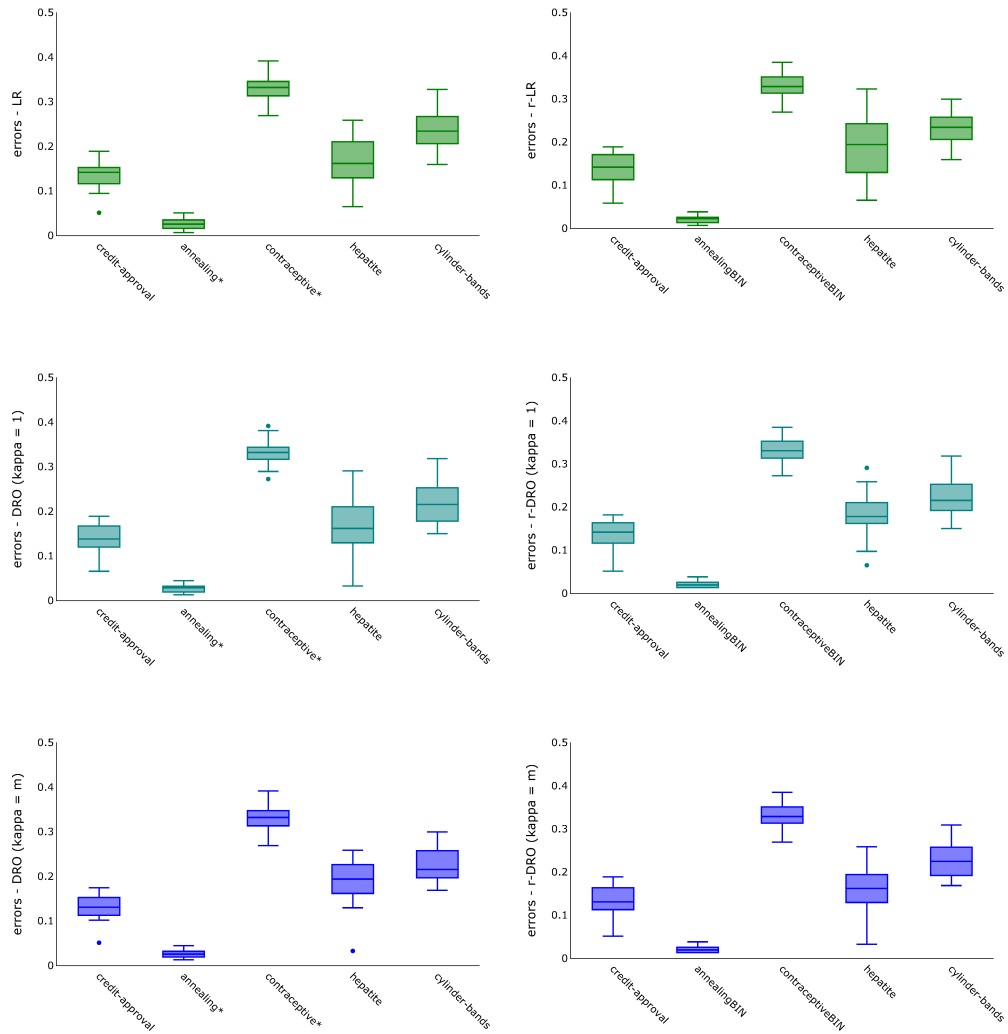 errors - LR
0.5
0.4
0.3
0.2
0.1
0
credit-approval
annealing*
contraceptive*
hepatite
cylinder-bands
errors - r-LR
0.5
0.4
0.3
0.2
0.1
0
credit-approval
annealingBIN
contraceptiveBIN
hepatite
cylinder-bands
errors - DRO (kappa = 1)
0.5
0.4
0.3
0.2
0.1
0
credit-approval
annealing*
contraceptive*
hepatite
cylinder-bands
errors - r-DRO (kappa = 1)
0.5
0.4
0.3
0.2
0.1
0
credit-approval
annealingBIN
contraceptiveBIN
hepatite
cylinder-bands
errors - DRO (kappa = m)
0.5
0.4
0.3
0.2
0.1
0
credit-approval
annealing*
contraceptive*
hepatite
cylinder-bands
errors - r-DRO (kappa = m)
0.5
0.4
0.3
0.2
0.1
0
credit-approval
annealingBIN
contraceptiveBIN
hepatite
cylinder-bands